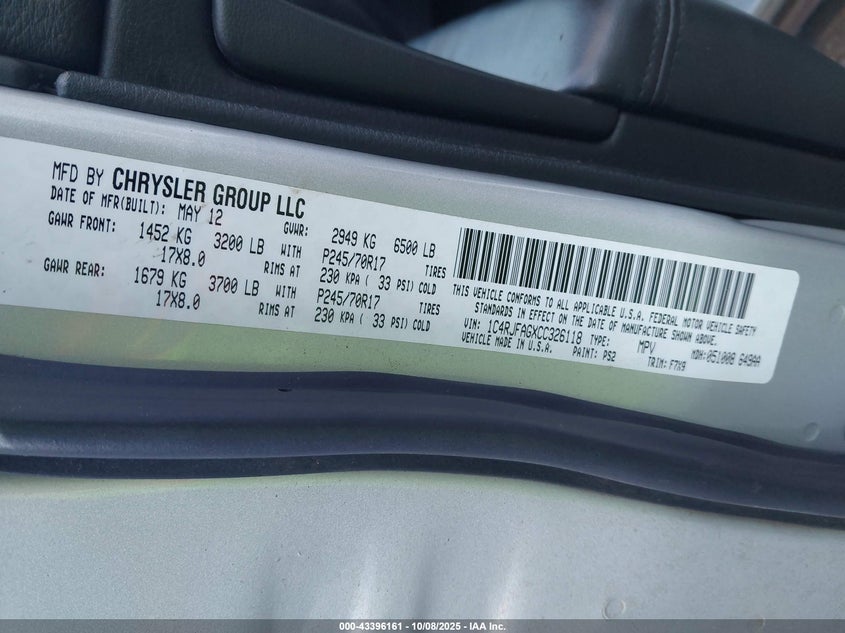 MFD BY CHRYSLER GROUP LLC
DATE OF MFR(BUILT): MAY 12 GVWR: 2949 KG 6500 LB
GAWR FRONT: 1452 KG 3200 LB WITH P245/70R17 TIRES
17X8.0 RIMS AT 230 KPA ( 33 PSI) COLD
GAWR REAR: 1679 KG 3700 LB WITH P245/70R17 TIRES
17X8.0 RIMS AT 230 KPA ( 33 PSI) COLD
THIS VEHICLE CONFORMS TO ALL APPLICABLE U.S.A. FEDERAL MOTOR VEHICLE SAFETY
STANDARDS IN EFFECT ON THE DATE OF MANUFACTURE SHOWN ABOVE.
VIN: 1C4RJFAGXCC326118 TYPE: MPV MDH: 051008 649AA
VEHICLE MADE IN U.S.A. PAINT: PS2 TRIM: F7X9
000-43396161 - 10/08/2025 - IAA Inc.